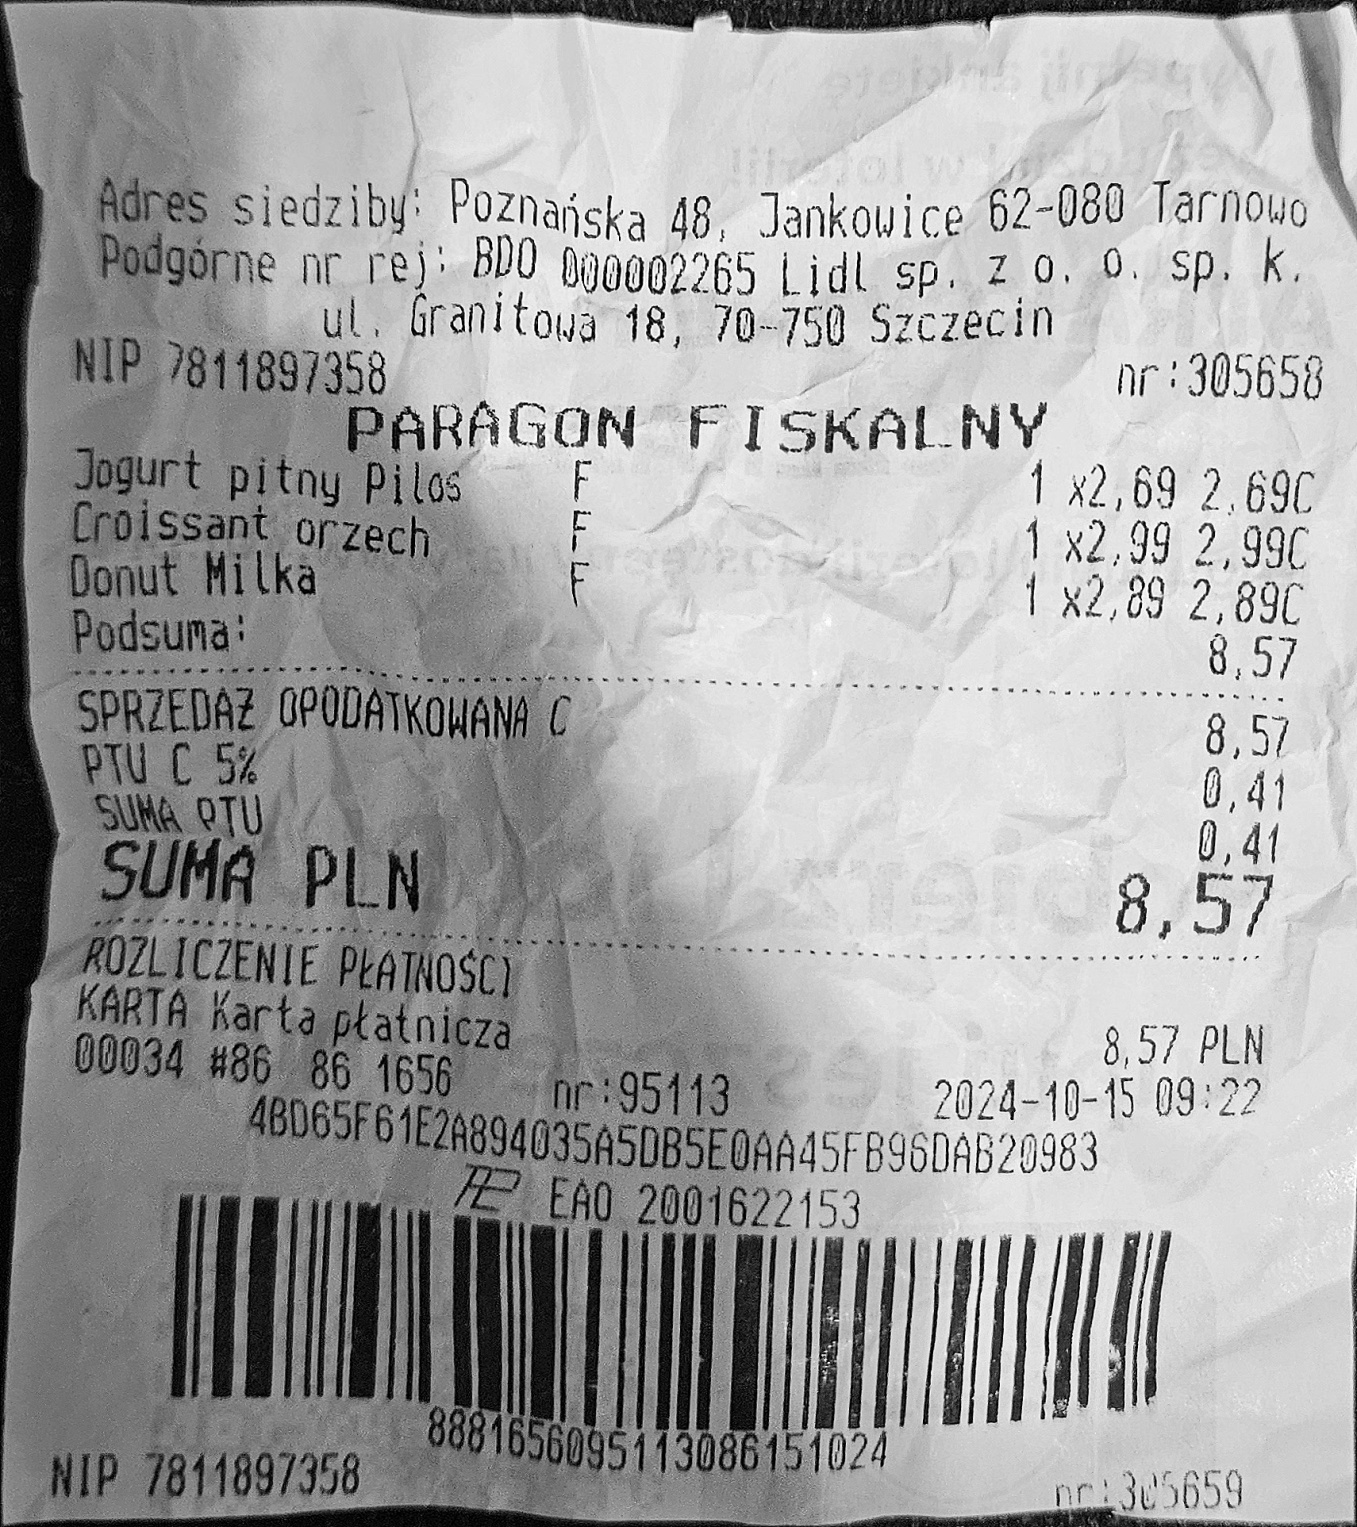 Adres siedziby: Poznańska 48, Jankowice 62-080 Tarnowo
Podgórne nr rej: BDO 000002265 Lidl sp. z o. o. sp. k.
ul. Granitowa 18, 70-750 Szczecin
NIP 7811897358 nr:305658
PARAGON FISKALNY
Jogurt pitny Pilos F 1 x2,69 2,69C
Croissant orzech F 1 x2,99 2,99C
Donut Milka F 1 x2,89 2,89C
Podsuma: 8,57
SPRZEDAŻ OPODATKOWANA C 8,57
PTU C 5% 0,41
SUMA PTU 0,41
SUMA PLN 8,57
ROZLICZENIE PŁATNOŚCI
KARTA Karta płatnicza 8,57 PLN
00034 #86 86 1656 nr:95113 2024-10-15 09:22
4BD65F61E2A894035A5DB5E0AA45FB96DAB20983
EAO 2001622153
8881656095113086151024
NIP 7811897358 nr:305659